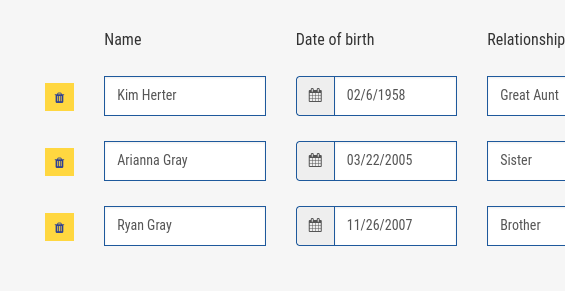 Name Date of birth Relationship
Kim Herter 02/6/1958 Great Aunt
Arianna Gray 03/22/2005 Sister
Ryan Gray 11/26/2007 Brother